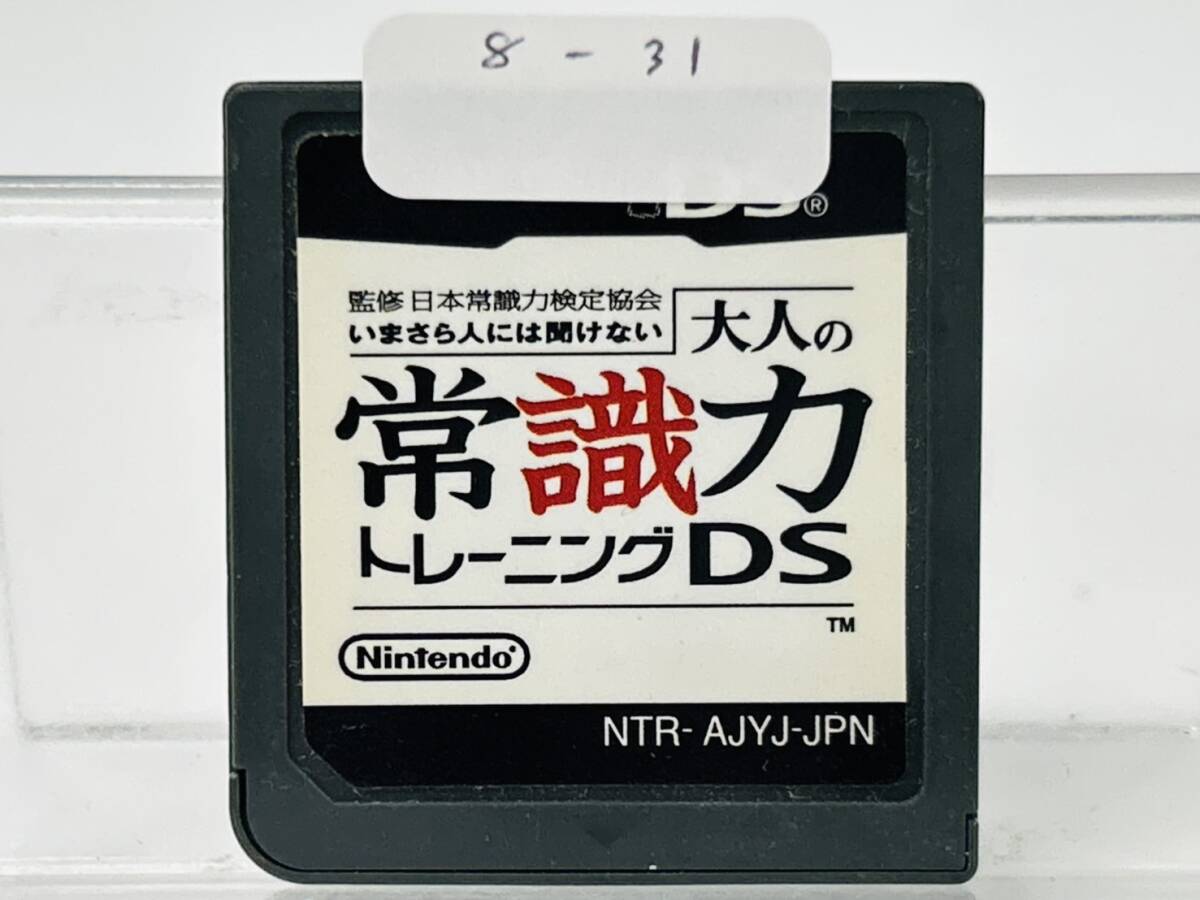 8 - 31
DS®
監修 日本常識力検定協会
いまさら人には聞けない
大人の
常識力
トレーニングDS
TM
Nintendo®
NTR- AJYJ-JPN